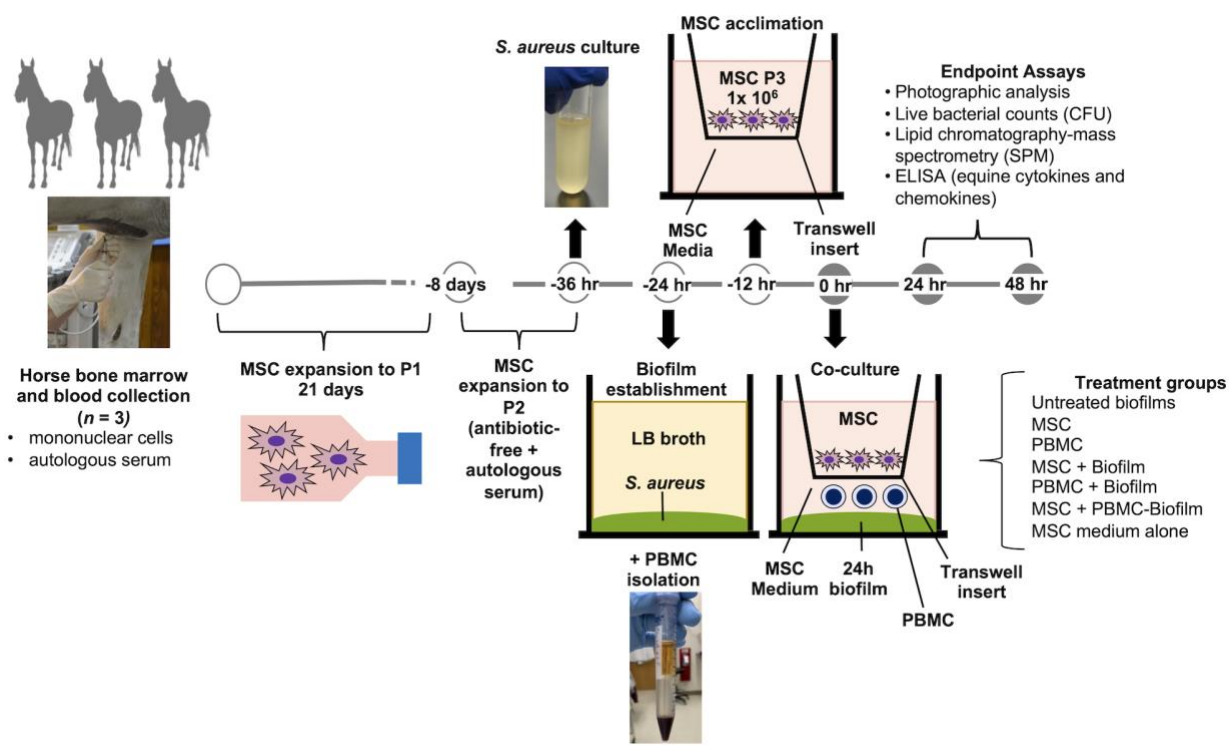 S. aureus culture
MSC acclimation
MSC P3
1x 10⁶
MSC
Media
Transwell
insert
Endpoint Assays
• Photographic analysis
• Live bacterial counts (CFU)
• Lipid chromatography-mass
spectrometry (SPM)
• ELISA (equine cytokines and
chemokines)
-8 days
-36 hr
-24 hr
-12 hr
0 hr
24 hr
48 hr
Horse bone marrow
and blood collection
(n = 3)
• mononuclear cells
• autologous serum
MSC expansion to P1
21 days
MSC
expansion to
P2
(antibiotic-
free +
autologous
serum)
Biofilm
establishment
LB broth
S. aureus
+ PBMC
isolation
Co-culture
MSC
MSC
Medium
24h
biofilm
PBMC
Transwell
insert
Treatment groups
Untreated biofilms
MSC
PBMC
MSC + Biofilm
PBMC + Biofilm
MSC + PBMC-Biofilm
MSC medium alone